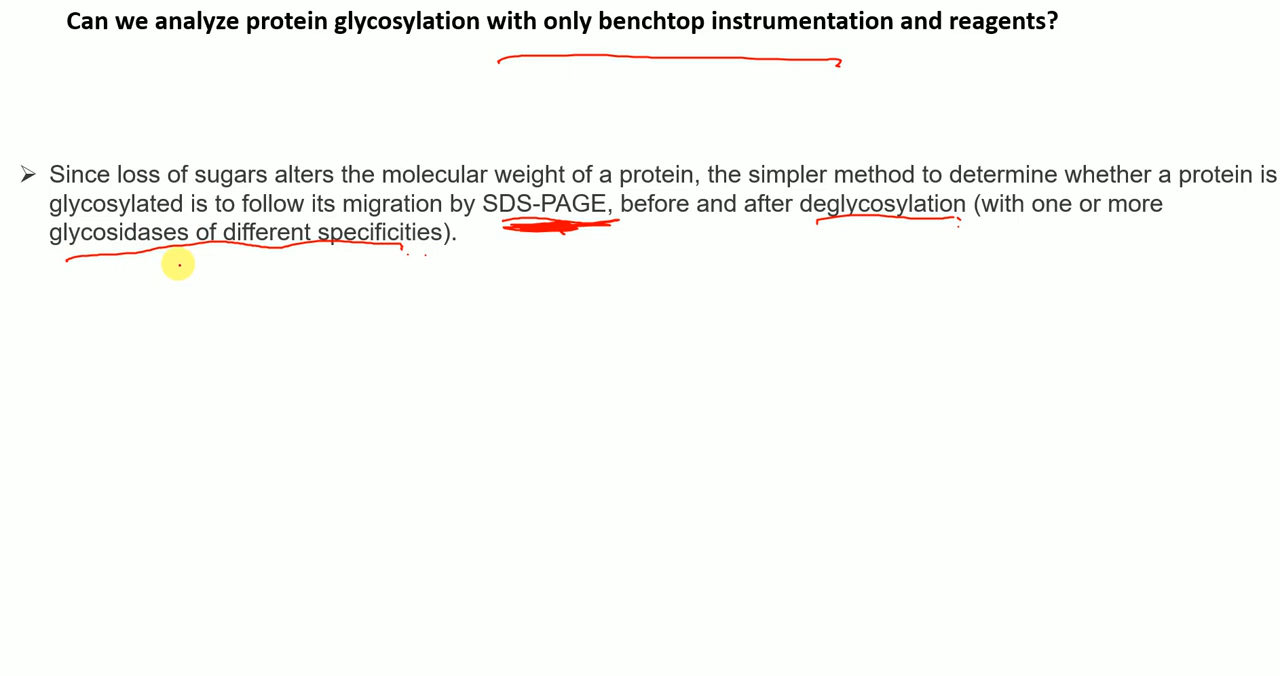 Can we analyze protein glycosylation with only benchtop instrumentation and reagents?
➢ Since loss of sugars alters the molecular weight of a protein, the simpler method to determine whether a protein is
glycosylated is to follow its migration by SDS-PAGE, before and after deglycosylation (with one or more
glycosidases of different specificities).